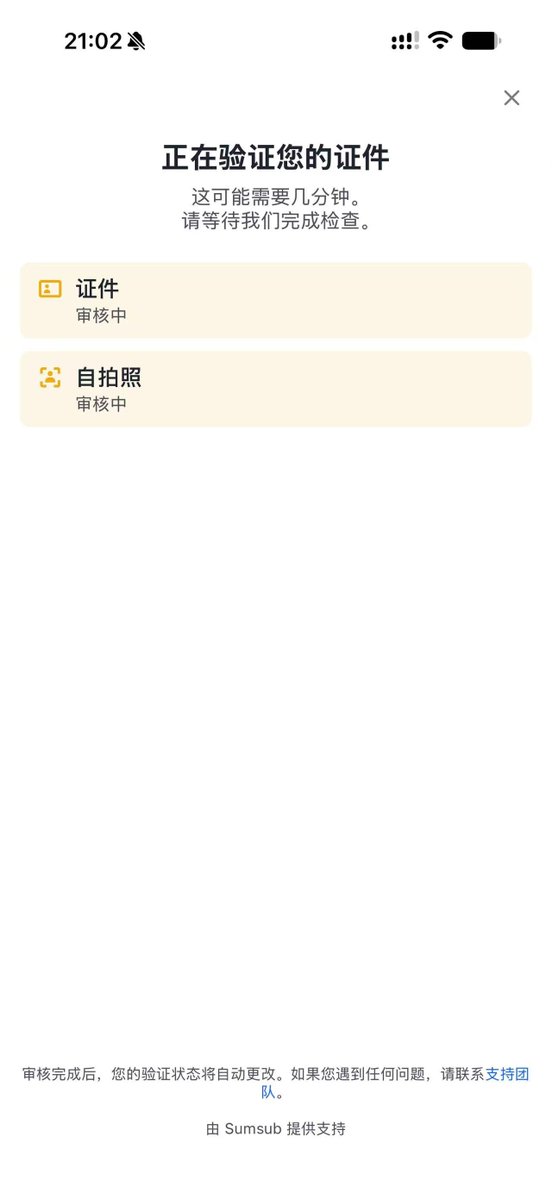 21:02
正在验证您的证件
这可能需要几分钟。
请等待我们完成检查。
证件
审核中
自拍照
审核中
审核完成后，您的验证状态将自动更改。如果您遇到任何问题，请联系支持团
队。
由 Sumsub 提供支持